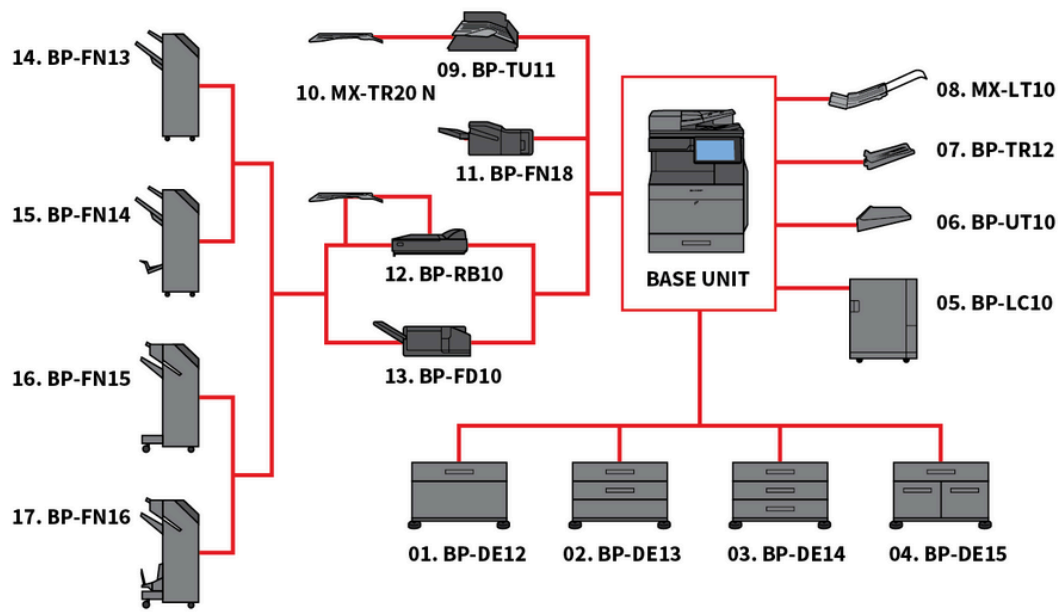 14. BP-FN13
10. MX-TR20 N
09. BP-TU11
08. MX-LT10
11. BP-FN18
07. BP-TR12
15. BP-FN14
06. BP-UT10
12. BP-RB10
BASE UNIT
05. BP-LC10
16. BP-FN15
13. BP-FD10
17. BP-FN16
01. BP-DE12
02. BP-DE13
03. BP-DE14
04. BP-DE15